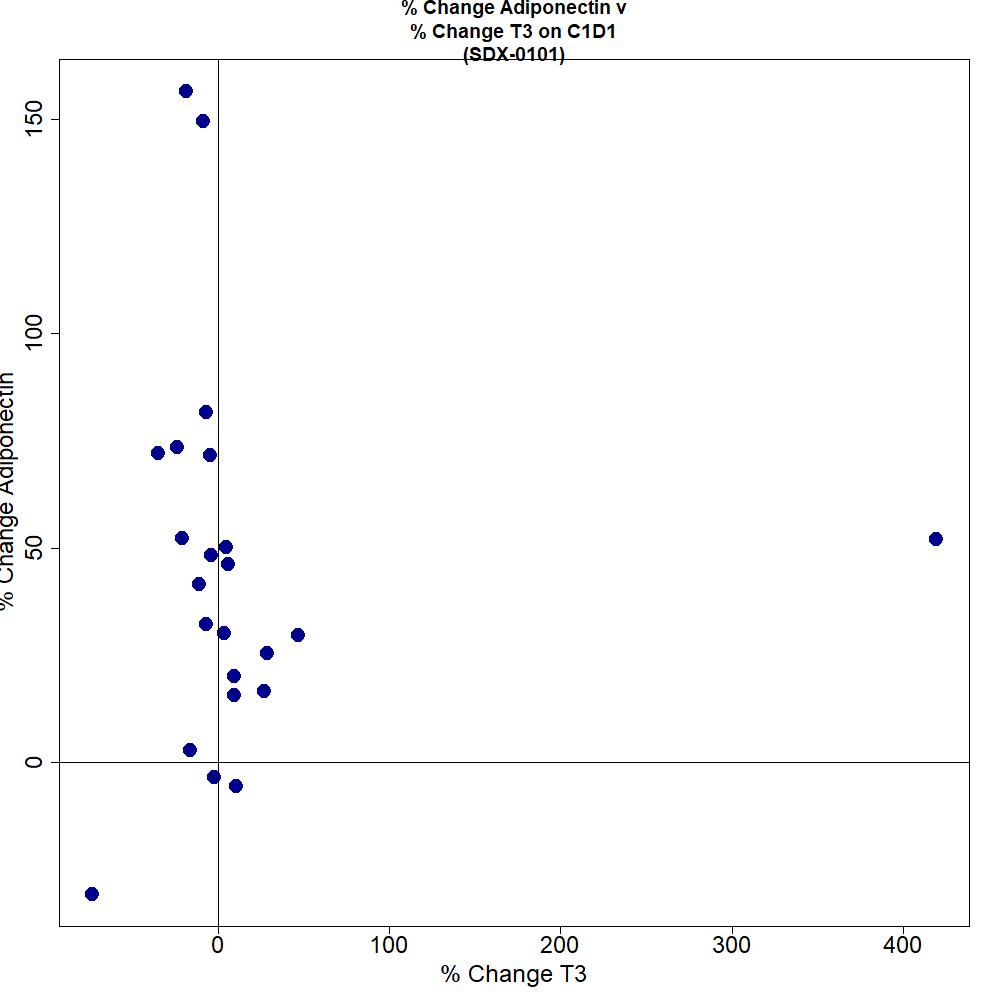 % Change Adiponectin v
% Change T3 on C1D1
(SDX-0101)
150
100
50
0
% Change Adiponectin
0
100
200
300
400
% Change T3